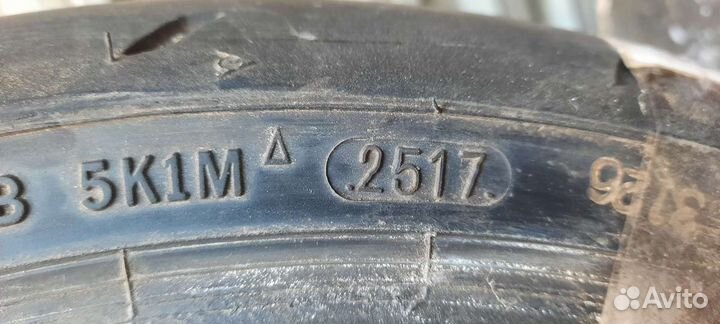 5K1M Δ .2517.
Avito